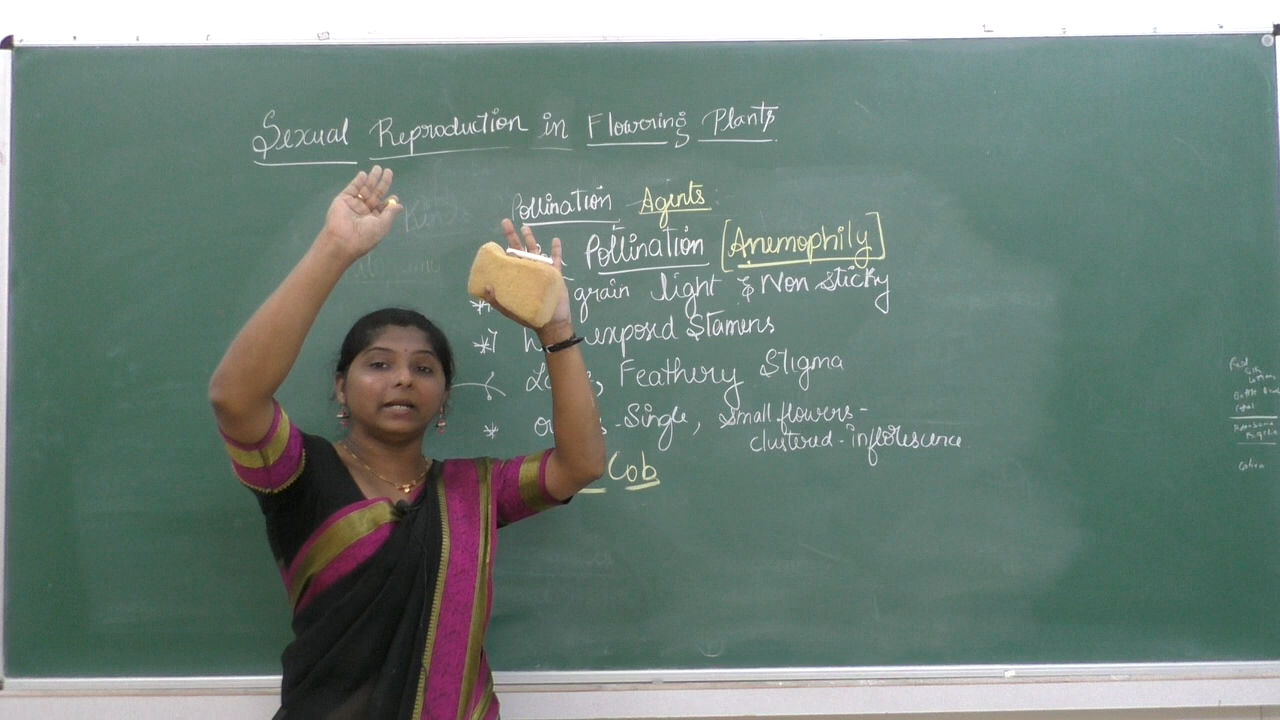 Sexual Reproduction in Flowering Plants
Pollination Agents
Pollination [Anemophily]
grain light & Non sticky
* exposed Stamens
Feathery Stigma
* Single, small flowers -
clustered - inflorescence
Cob